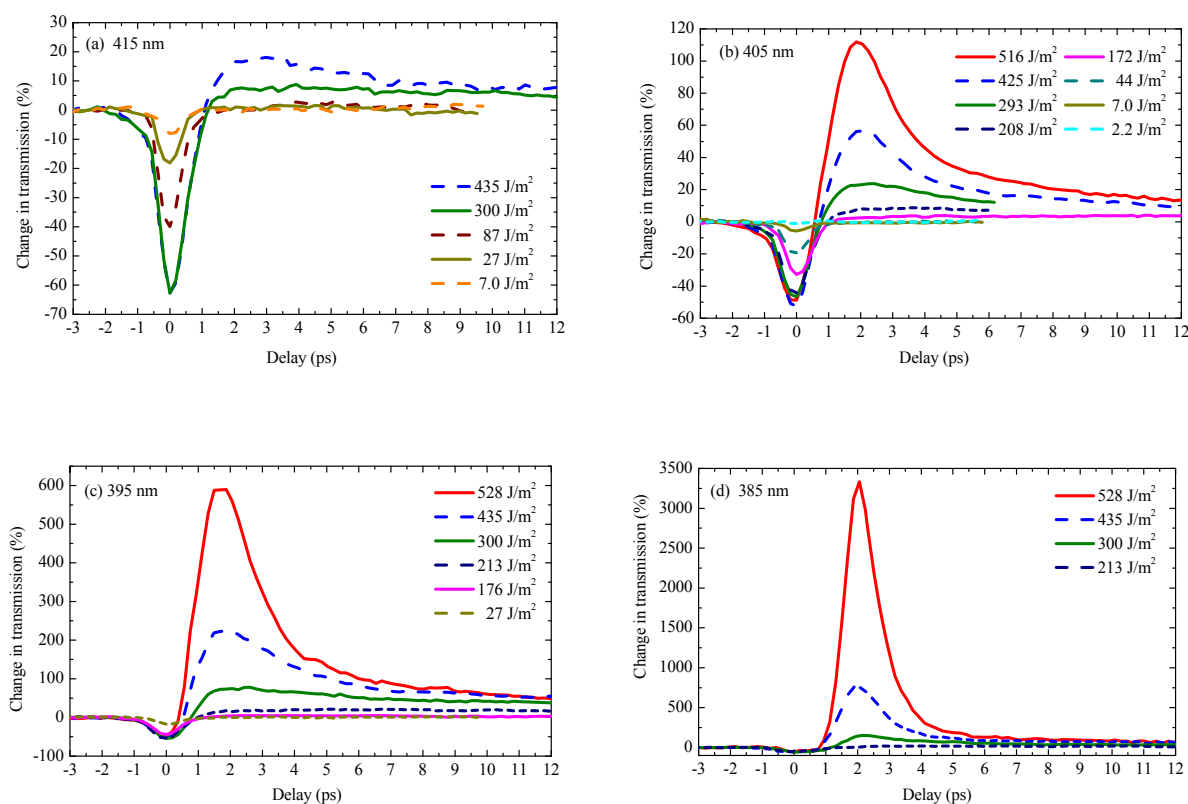 (a) 415 nm
Change in transmission (%)
30
20
10
0
-10
-20
-30
-40
-50
-60
-70
435 J/m²
300 J/m²
87 J/m²
27 J/m²
7.0 J/m²
-3 -2 -1 0 1 2 3 4 5 6 7 8 9 10 11 12
Delay (ps)
(b) 405 nm
Change in transmission (%)
120
100
80
60
40
20
0
-20
-40
-60
516 J/m² 172 J/m²
425 J/m² 44 J/m²
293 J/m² 7.0 J/m²
208 J/m² 2.2 J/m²
-3 -2 -1 0 1 2 3 4 5 6 7 8 9 10 11 12
Delay (ps)
(c) 395 nm
Change in transmission (%)
600
500
400
300
200
100
0
-100
528 J/m²
435 J/m²
300 J/m²
213 J/m²
176 J/m²
27 J/m²
-3 -2 -1 0 1 2 3 4 5 6 7 8 9 10 11 12
Delay (ps)
(d) 385 nm
Change in transmission (%)
3500
3000
2500
2000
1500
1000
500
0
528 J/m²
435 J/m²
300 J/m²
213 J/m²
-3 -2 -1 0 1 2 3 4 5 6 7 8 9 10 11 12
Delay (ps)